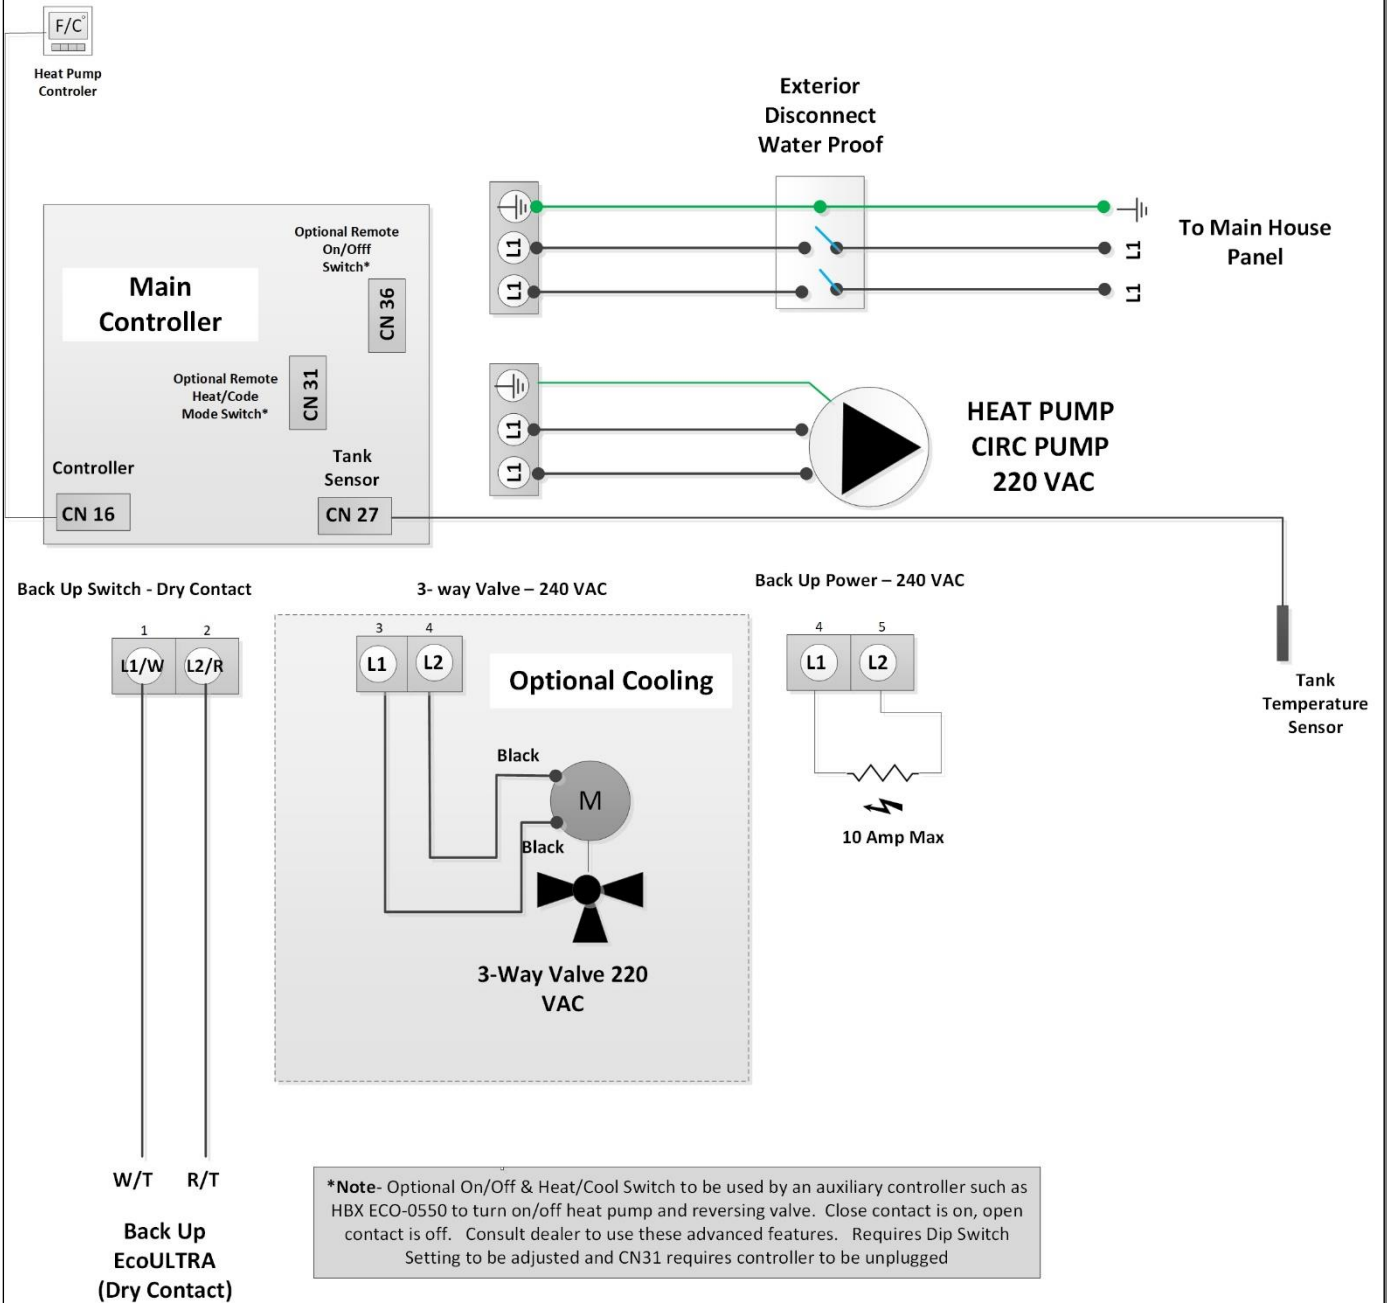 F/C°
Heat Pump
Controler
Exterior
Disconnect
Water Proof
L1
L1
L1
L1
To Main House
Panel
Main
Controller
Optional Remote
On/Offf
Switch*
CN 36
Optional Remote
Heat/Code
Mode Switch*
CN 31
Controller
CN 16
Tank
Sensor
CN 27
L1
L1
HEAT PUMP
CIRC PUMP
220 VAC
Back Up Switch - Dry Contact
1 2
L1/W L2/R
W/T R/T
Back Up
EcoULTRA
(Dry Contact)
3- way Valve – 240 VAC
3 4
L1 L2
Optional Cooling
Black
M
Black
3-Way Valve 220
VAC
Back Up Power – 240 VAC
4 5
L1 L2
10 Amp Max
Tank
Temperature
Sensor
*Note- Optional On/Off & Heat/Cool Switch to be used by an auxiliary controller such as
HBX ECO-0550 to turn on/off heat pump and reversing valve. Close contact is on, open
contact is off. Consult dealer to use these advanced features. Requires Dip Switch
Setting to be adjusted and CN31 requires controller to be unplugged